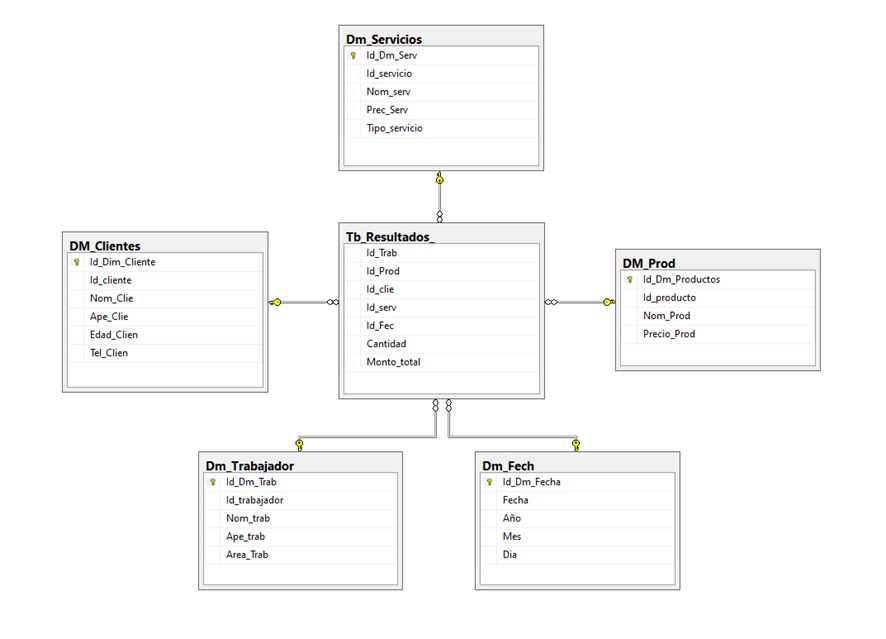 Dm_Servicios
Id_Dm_Serv
Id_servicio
Nom_serv
Prec_Serv
Tipo_servicio
DM_Clientes
Id_Dim_Cliente
Id_cliente
Nom_Clie
Ape_Clie
Edad_Clien
Tel_Clien
Tb_Resultados_
Id_Trab
Id_Prod
Id_clie
Id_serv
Id_Fec
Cantidad
Monto_total
DM_Prod
Id_Dm_Productos
Id_producto
Nom_Prod
Precio_Prod
Dm_Trabajador
Id_Dm_Trab
Id_trabajador
Nom_trab
Ape_trab
Area_Trab
Dm_Fech
Id_Dm_Fecha
Fecha
Año
Mes
Dia